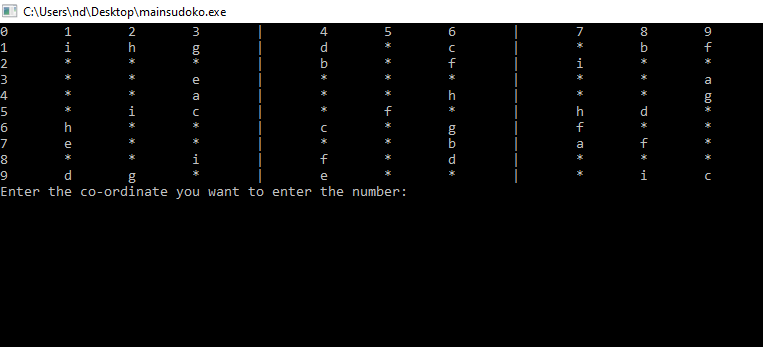 C:\Users\nd\Desktop\mainsudoko.exe
0 1 2 3 | 4 5 6 | 7 8 9
1 i h g | d * c | * b f
2 * * * | b * f | i * *
3 * * e | * * * | * * a
4 * * a | * * h | * * g
5 * i c | * f * | h d *
6 h * * | c * g | f * *
7 e * * | * * b | a f *
8 * * i | f * d | * * *
9 d g * | e * * | * i c
Enter the co-ordinate you want to enter the number: